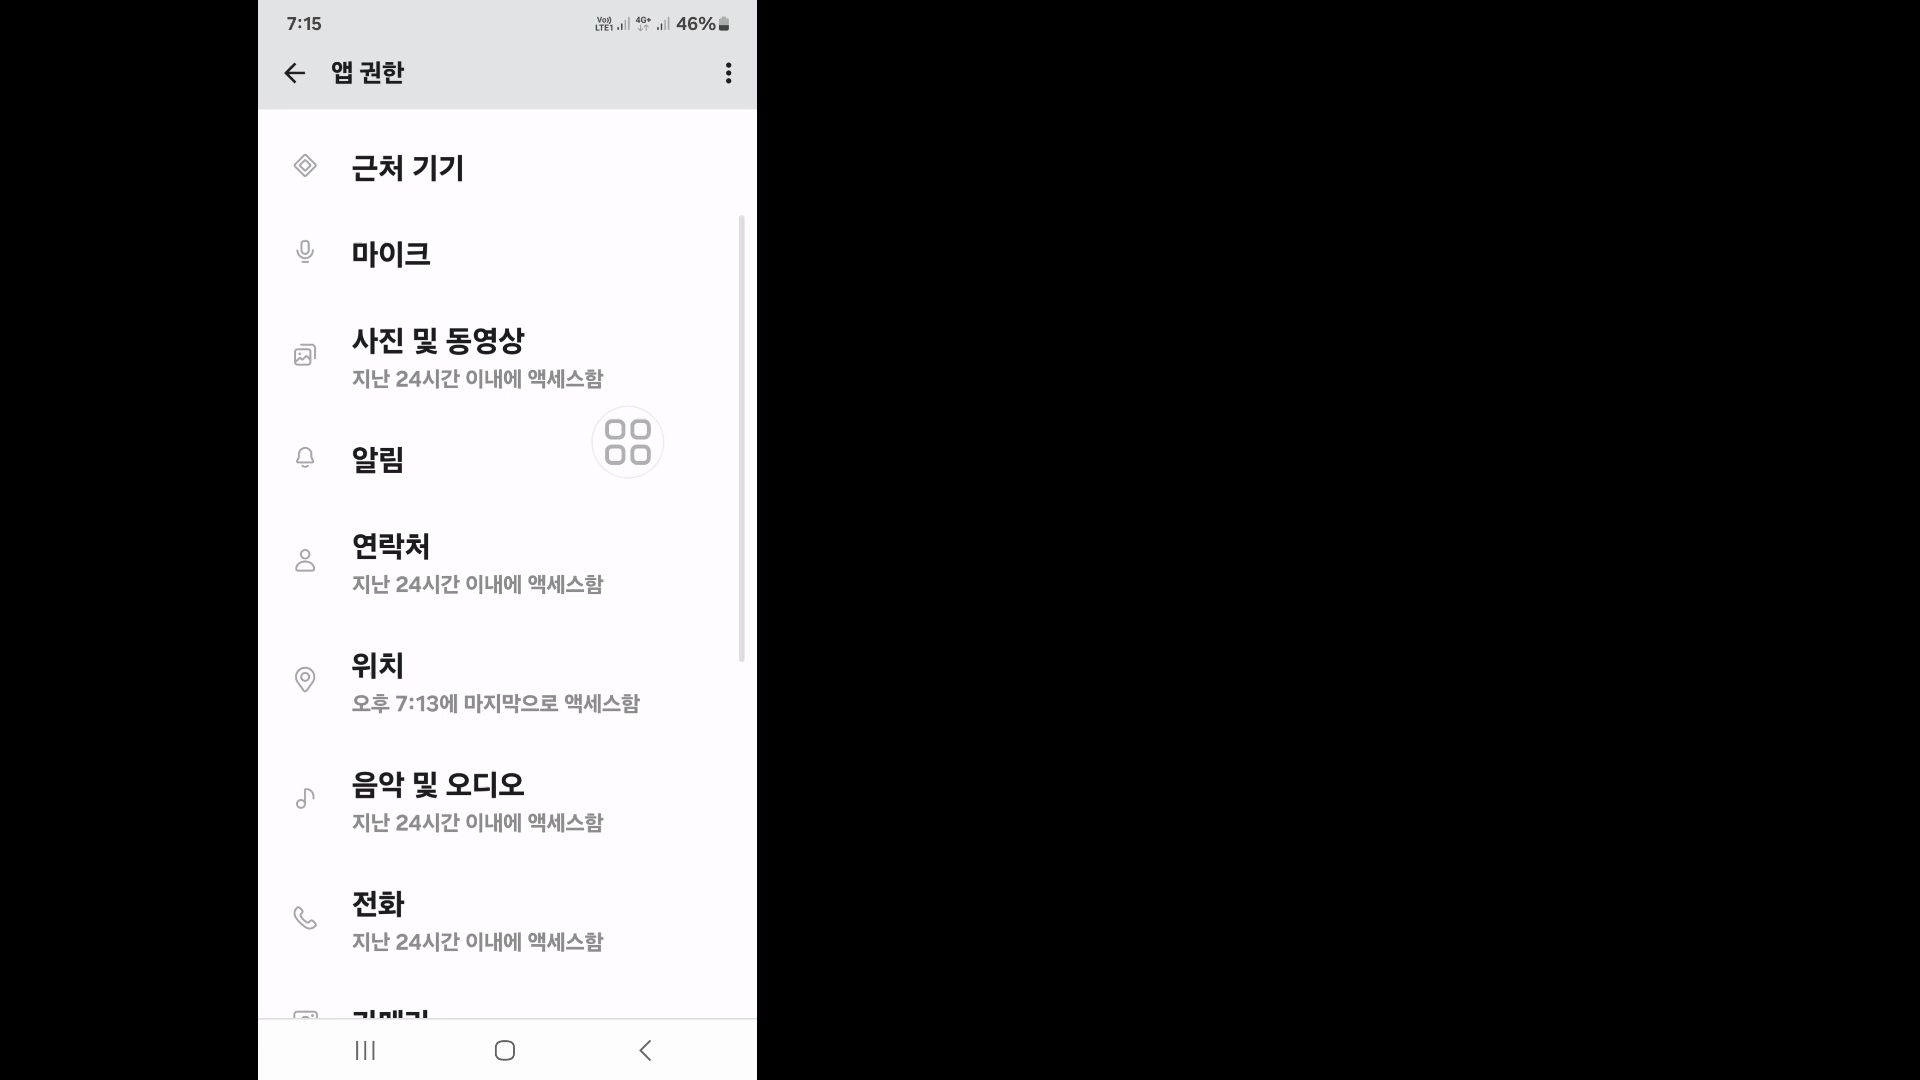 7:15
Vo)) LTE1 4G+ 46%
앱 권한
근처 기기
마이크
사진 및 동영상
지난 24시간 이내에 액세스함
알림
연락처
지난 24시간 이내에 액세스함
위치
오후 7:13에 마지막으로 액세스함
음악 및 오디오
지난 24시간 이내에 액세스함
전화
지난 24시간 이내에 액세스함